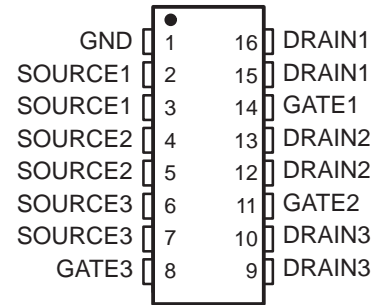 GND 1 16 DRAIN1
SOURCE1 2 15 DRAIN1
SOURCE1 3 14 GATE1
SOURCE2 4 13 DRAIN2
SOURCE2 5 12 DRAIN2
SOURCE3 6 11 GATE2
SOURCE3 7 10 DRAIN3
GATE3 8 9 DRAIN3